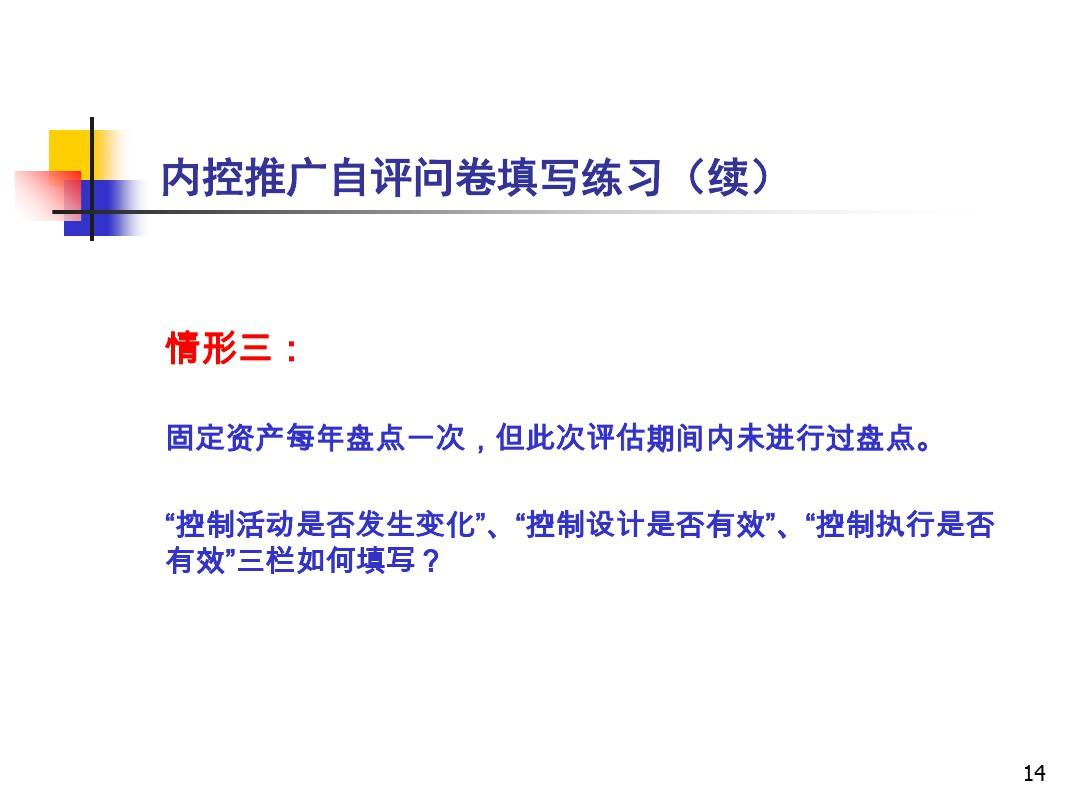 内控推广自评问卷填写练习（续）
情形三：
固定资产每年盘点一次，但此次评估期间内未进行过盘点。
“控制活动是否发生变化”、“控制设计是否有效”、“控制执行是否
有效”三栏如何填写？
14